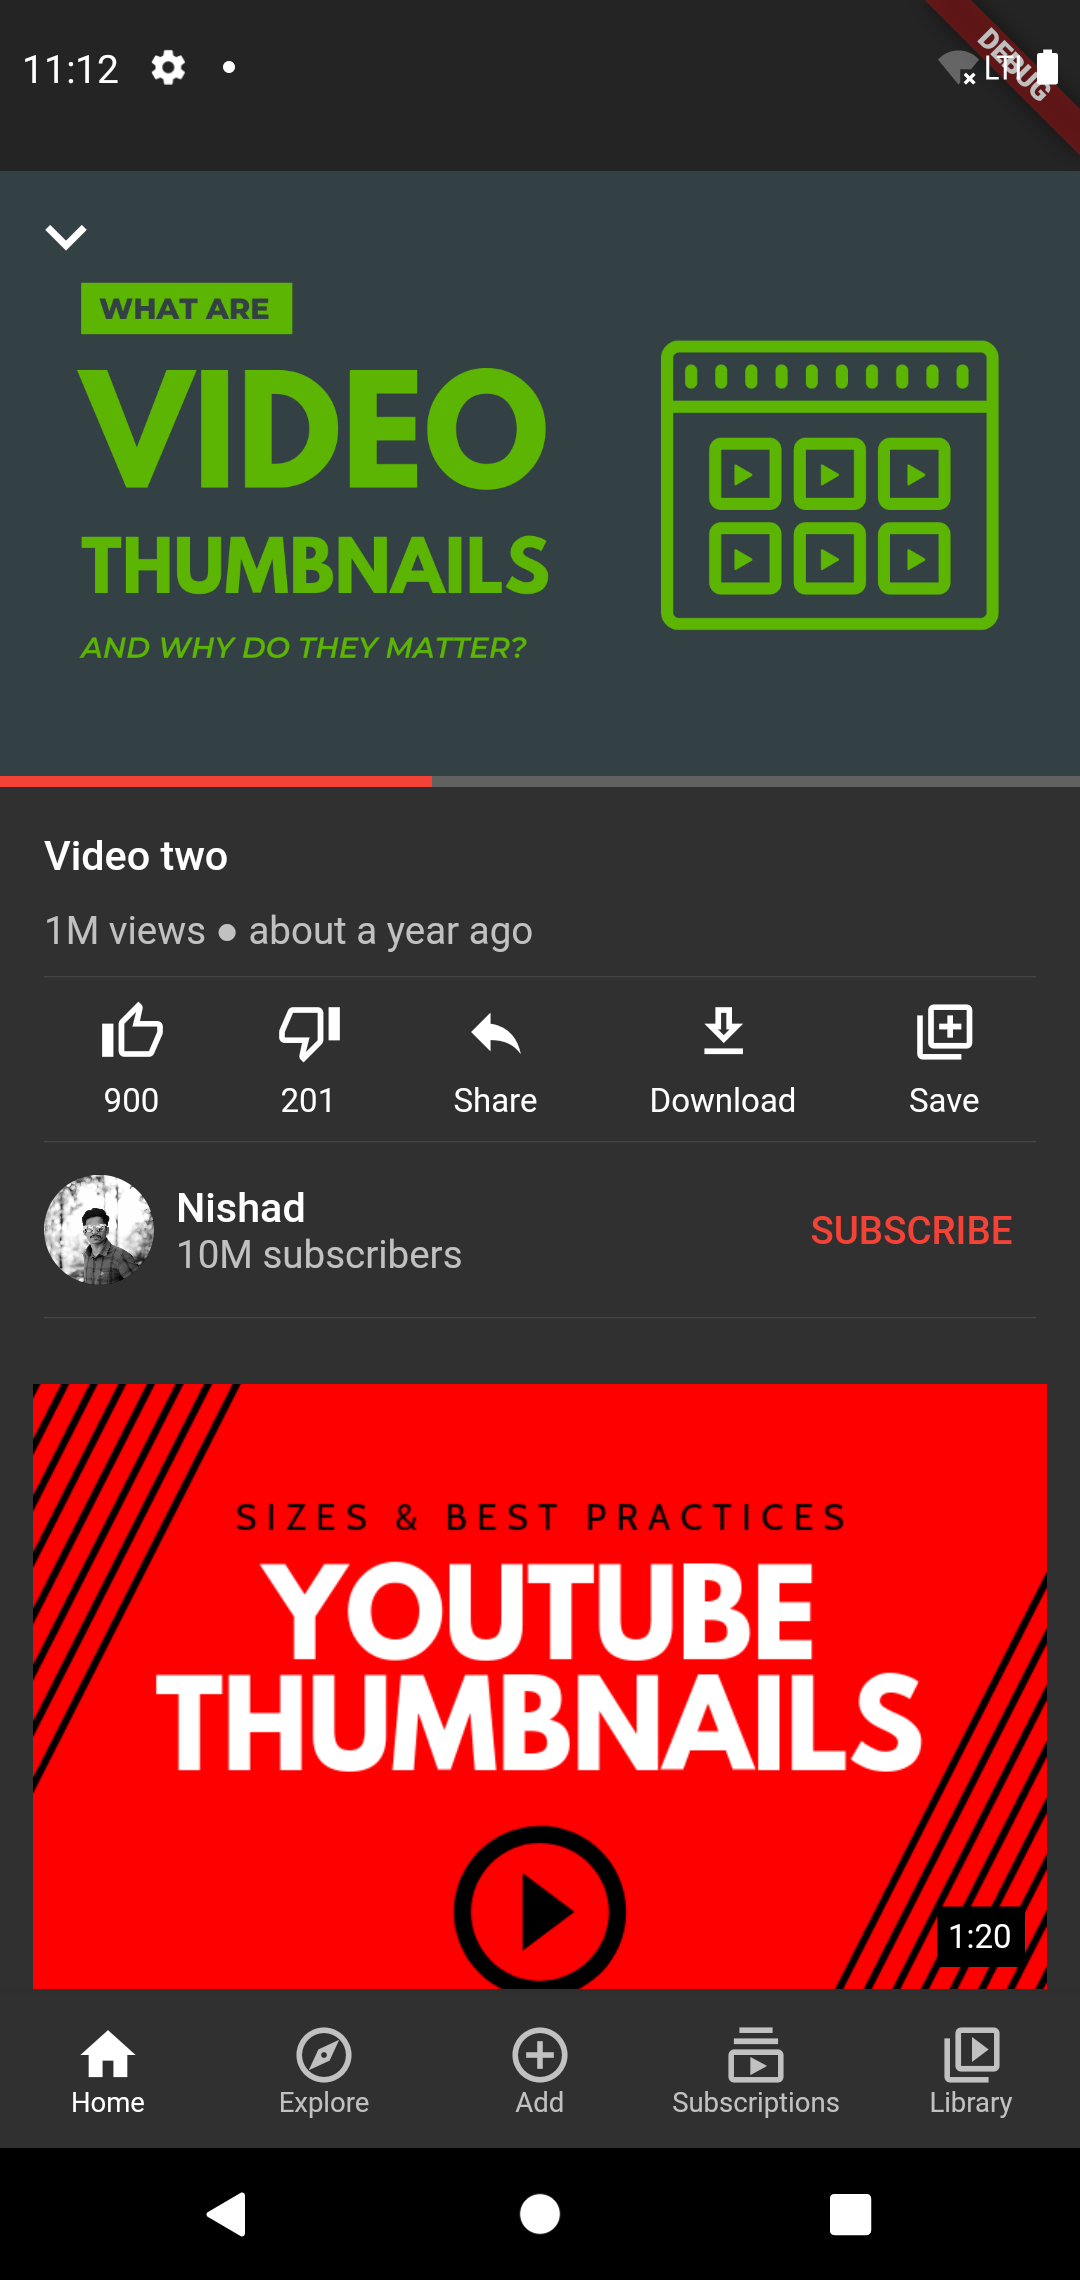 11:12
DEBUG
WHAT ARE
VIDEO
THUMBNAILS
AND WHY DO THEY MATTER?
Video two
1M views ● about a year ago
900
201
Share
Download
Save
Nishad
10M subscribers
SUBSCRIBE
SIZES & BEST PRACTICES
YOUTUBE
THUMBNAILS
1:20
Home
Explore
Add
Subscriptions
Library